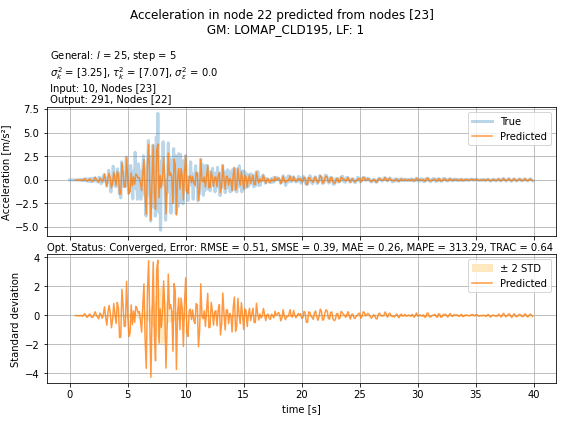 Acceleration in node 22 predicted from nodes [23]
GM: LOMAP_CLD195, LF: 1
General: l = 25, step = 5
σ²ₖ = [3.25], τ²ₖ = [7.07], σ²ε = 0.0
Input: 10, Nodes [23]
Output: 291, Nodes [22]
Acceleration [m/s²]
7.5
5.0
2.5
0.0
−2.5
−5.0
True
Predicted
Opt. Status: Converged, Error: RMSE = 0.51, SMSE = 0.39, MAE = 0.26, MAPE = 313.29, TRAC = 0.64
Standard deviation
4
2
0
−2
−4
± 2 STD
Predicted
0 5 10 15 20 25 30 35 40
time [s]